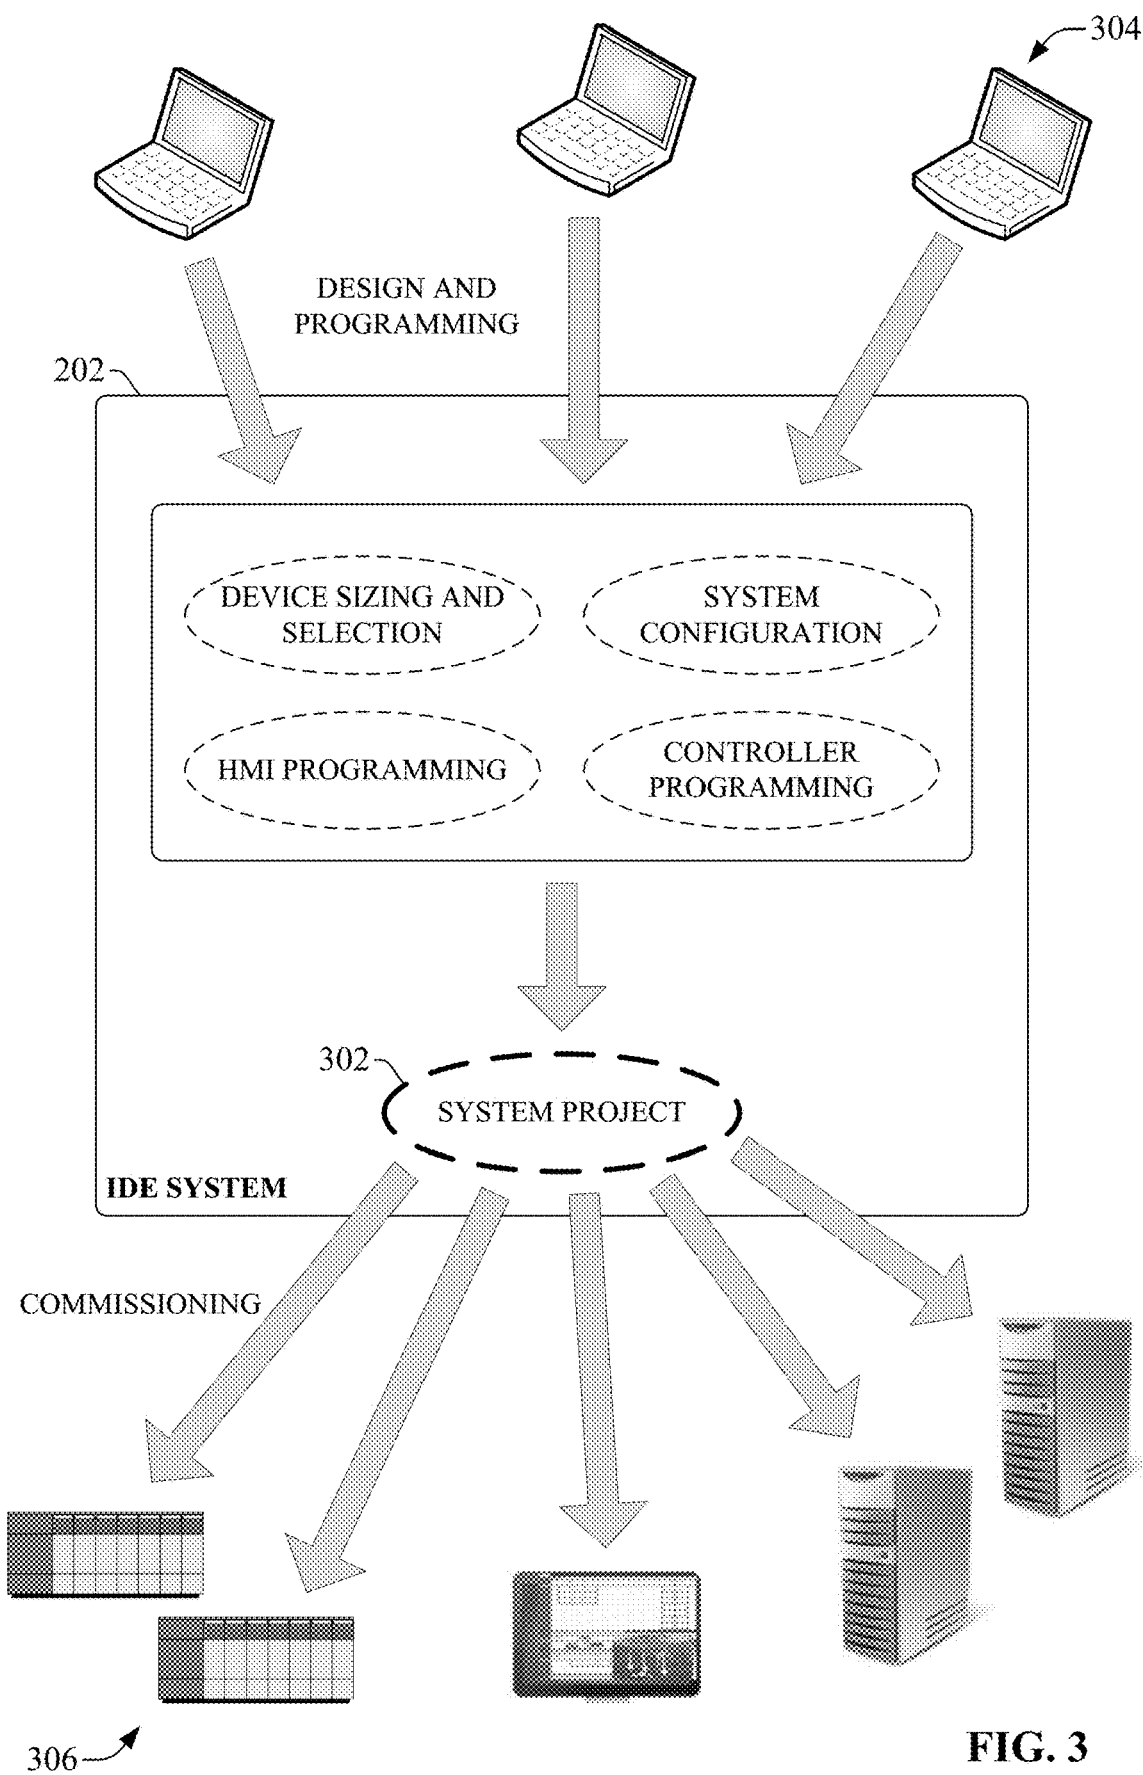 304
DESIGN AND
PROGRAMMING
202
DEVICE SIZING AND
SELECTION
SYSTEM
CONFIGURATION
HMI PROGRAMMING
CONTROLLER
PROGRAMMING
302
SYSTEM PROJECT
IDE SYSTEM
COMMISSIONING
306
FIG. 3